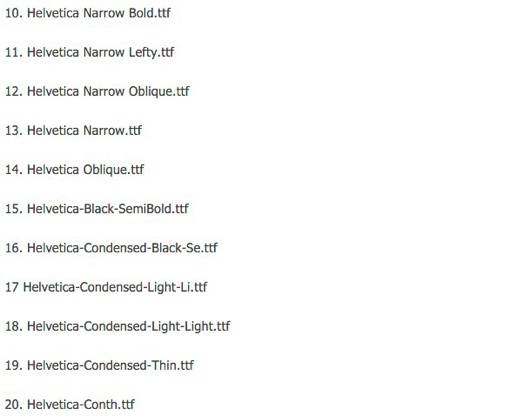 10. Helvetica Narrow Bold.ttf
11. Helvetica Narrow Lefty.ttf
12. Helvetica Narrow Oblique.ttf
13. Helvetica Narrow.ttf
14. Helvetica Oblique.ttf
15. Helvetica-Black-SemiBold.ttf
16. Helvetica-Condensed-Black-Se.ttf
17 Helvetica-Condensed-Light-Li.ttf
18. Helvetica-Condensed-Light-Light.ttf
19. Helvetica-Condensed-Thin.ttf
20. Helvetica-Conth.ttf